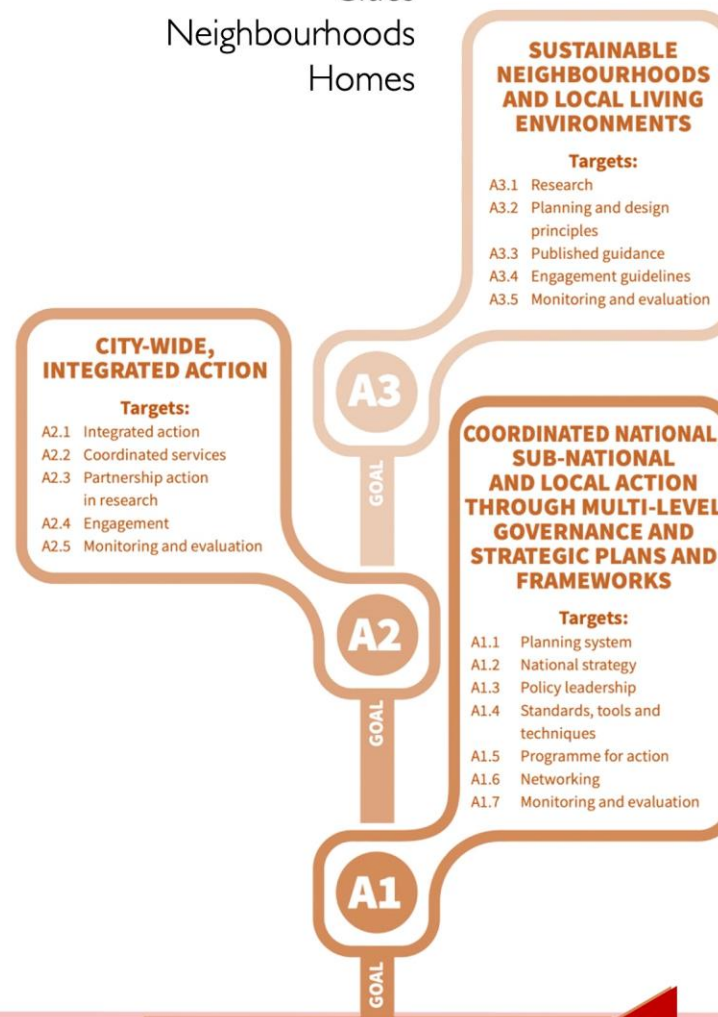 Neighbourhoods
Homes
SUSTAINABLE
NEIGHBOURHOODS
AND LOCAL LIVING
ENVIRONMENTS
Targets:
A3.1 Research
A3.2 Planning and design
principles
A3.3 Published guidance
A3.4 Engagement guidelines
A3.5 Monitoring and evaluation
A3
GOAL
CITY-WIDE,
INTEGRATED ACTION
Targets:
A2.1 Integrated action
A2.2 Coordinated services
A2.3 Partnership action
in research
A2.4 Engagement
A2.5 Monitoring and evaluation
A2
GOAL
COORDINATED NATIONAL
SUB-NATIONAL
AND LOCAL ACTION
THROUGH MULTI-LEVEL
GOVERNANCE AND
STRATEGIC PLANS AND
FRAMEWORKS
Targets:
A1.1 Planning system
A1.2 National strategy
A1.3 Policy leadership
A1.4 Standards, tools and
techniques
A1.5 Programme for action
A1.6 Networking
A1.7 Monitoring and evaluation
A1
GOAL